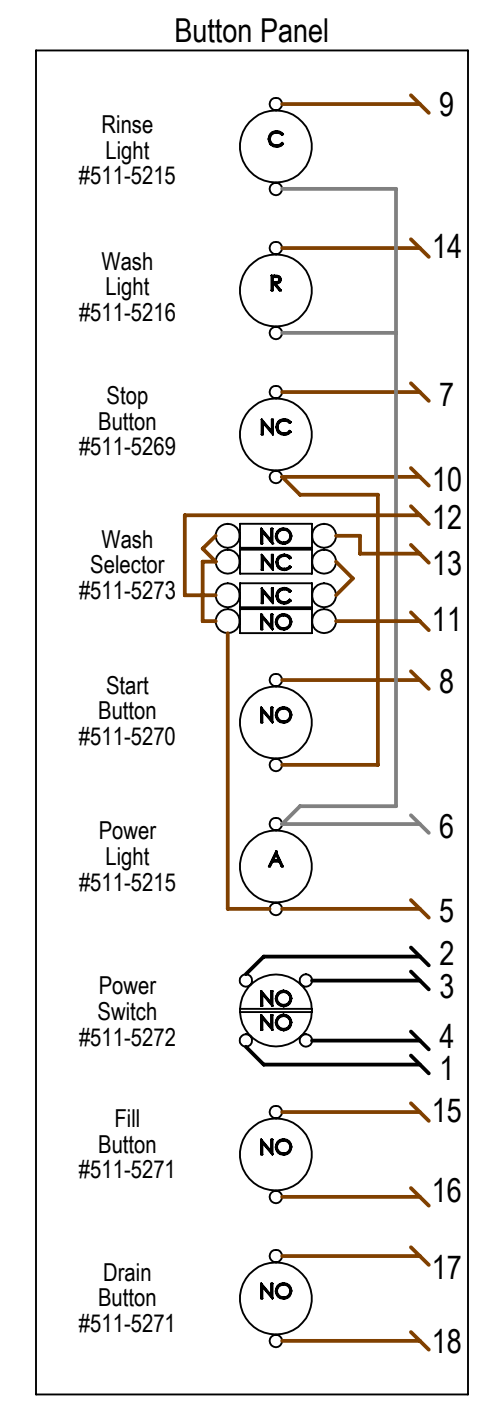 Button Panel
Rinse
Light
#511-5215
C
9
Wash
Light
#511-5216
R
14
Stop
Button
#511-5269
NC
7
10
12
Wash
Selector
#511-5273
NO
NC
NC
NO
13
11
Start
Button
#511-5270
NO
8
6
Power
Light
#511-5215
A
5
2
3
Power
Switch
#511-5272
NO
NO
4
1
Fill
Button
#511-5271
NO
15
16
Drain
Button
#511-5271
NO
17
18